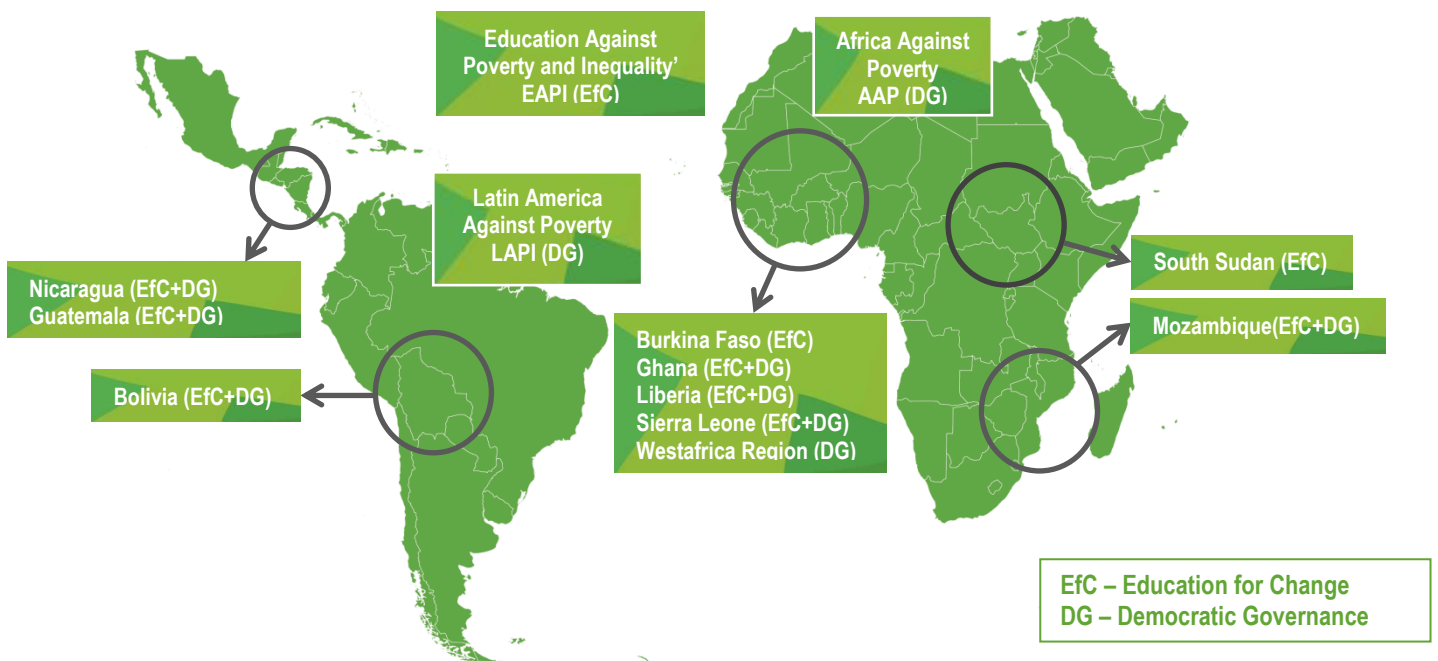 Education Against
Poverty and Inequality’
EAPI (EfC)
Africa Against
Poverty
AAP (DG)
Latin America
Against Poverty
LAPI (DG)
Nicaragua (EfC+DG)
Guatemala (EfC+DG)
Bolivia (EfC+DG)
Burkina Faso (EfC)
Ghana (EfC+DG)
Liberia (EfC+DG)
Sierra Leone (EfC+DG)
Westafrica Region (DG)
South Sudan (EfC)
Mozambique(EfC+DG)
EfC – Education for Change
DG – Democratic Governance